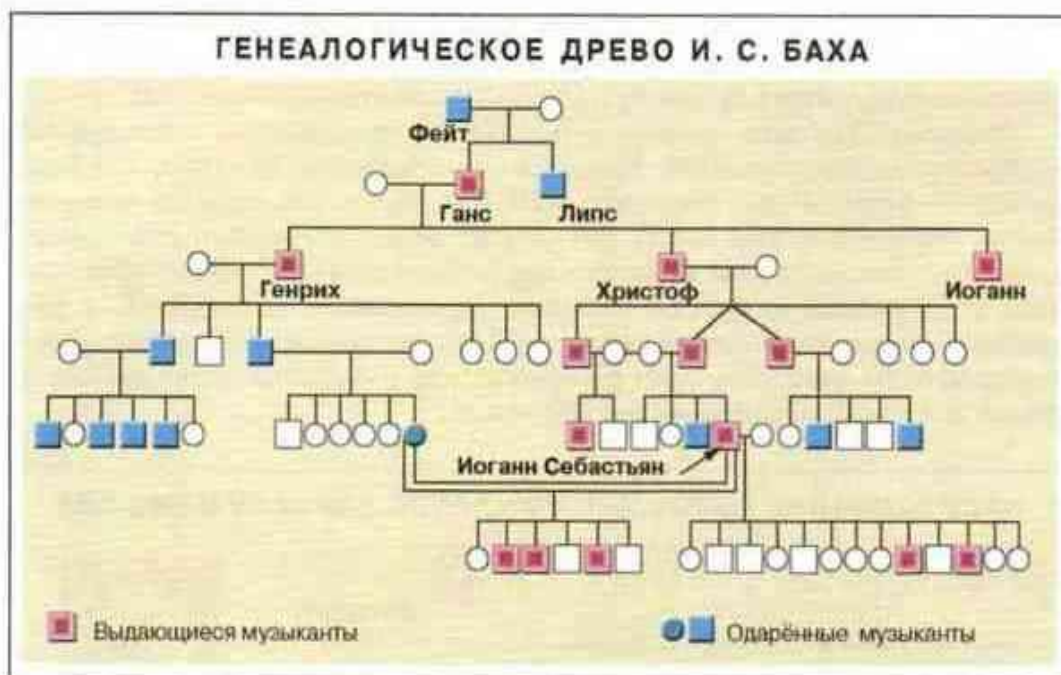 ГЕНЕАЛОГИЧЕСКОЕ ДРЕВО И. С. БАХА
Фейт
Ганс
Липс
Генрих
Христоф
Иоганн
Иоганн Себастьян
Выдающиеся музыканты
Одарённые музыканты